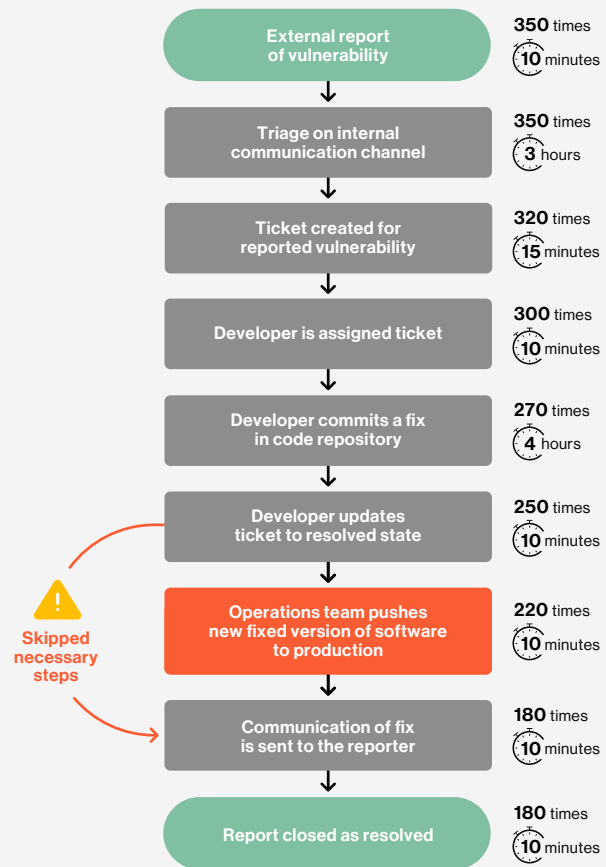 External report
of vulnerability
350 times
10 minutes
Triage on internal
communication channel
350 times
3 hours
Ticket created for
reported vulnerability
320 times
15 minutes
Developer is assigned ticket
300 times
10 minutes
Developer commits a fix
in code repository
270 times
4 hours
Developer updates
ticket to resolved state
250 times
10 minutes
Skipped
necessary
steps
Operations team pushes
new fixed version of software
to production
220 times
10 minutes
Communication of fix
is sent to the reporter
180 times
10 minutes
Report closed as resolved
180 times
10 minutes